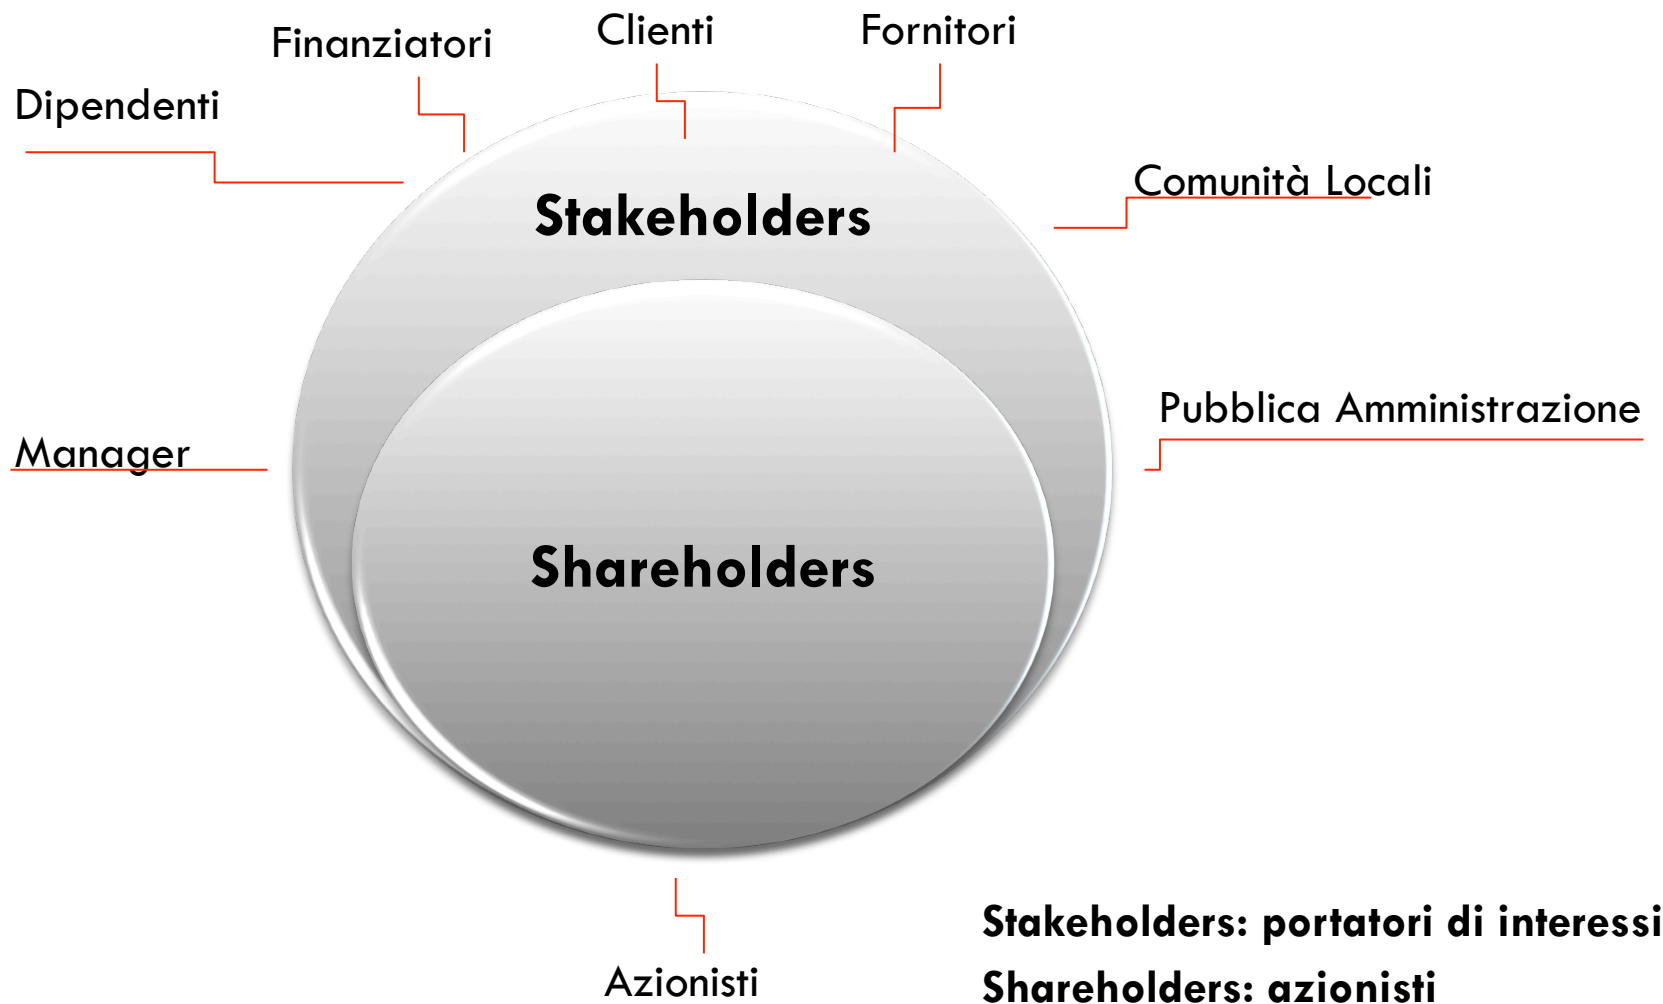 Finanziatori
Clienti
Fornitori
Dipendenti
Comunità Locali
Stakeholders
Pubblica Amministrazione
Manager
Shareholders
Azionisti
Stakeholders: portatori di interessi
Shareholders: azionisti